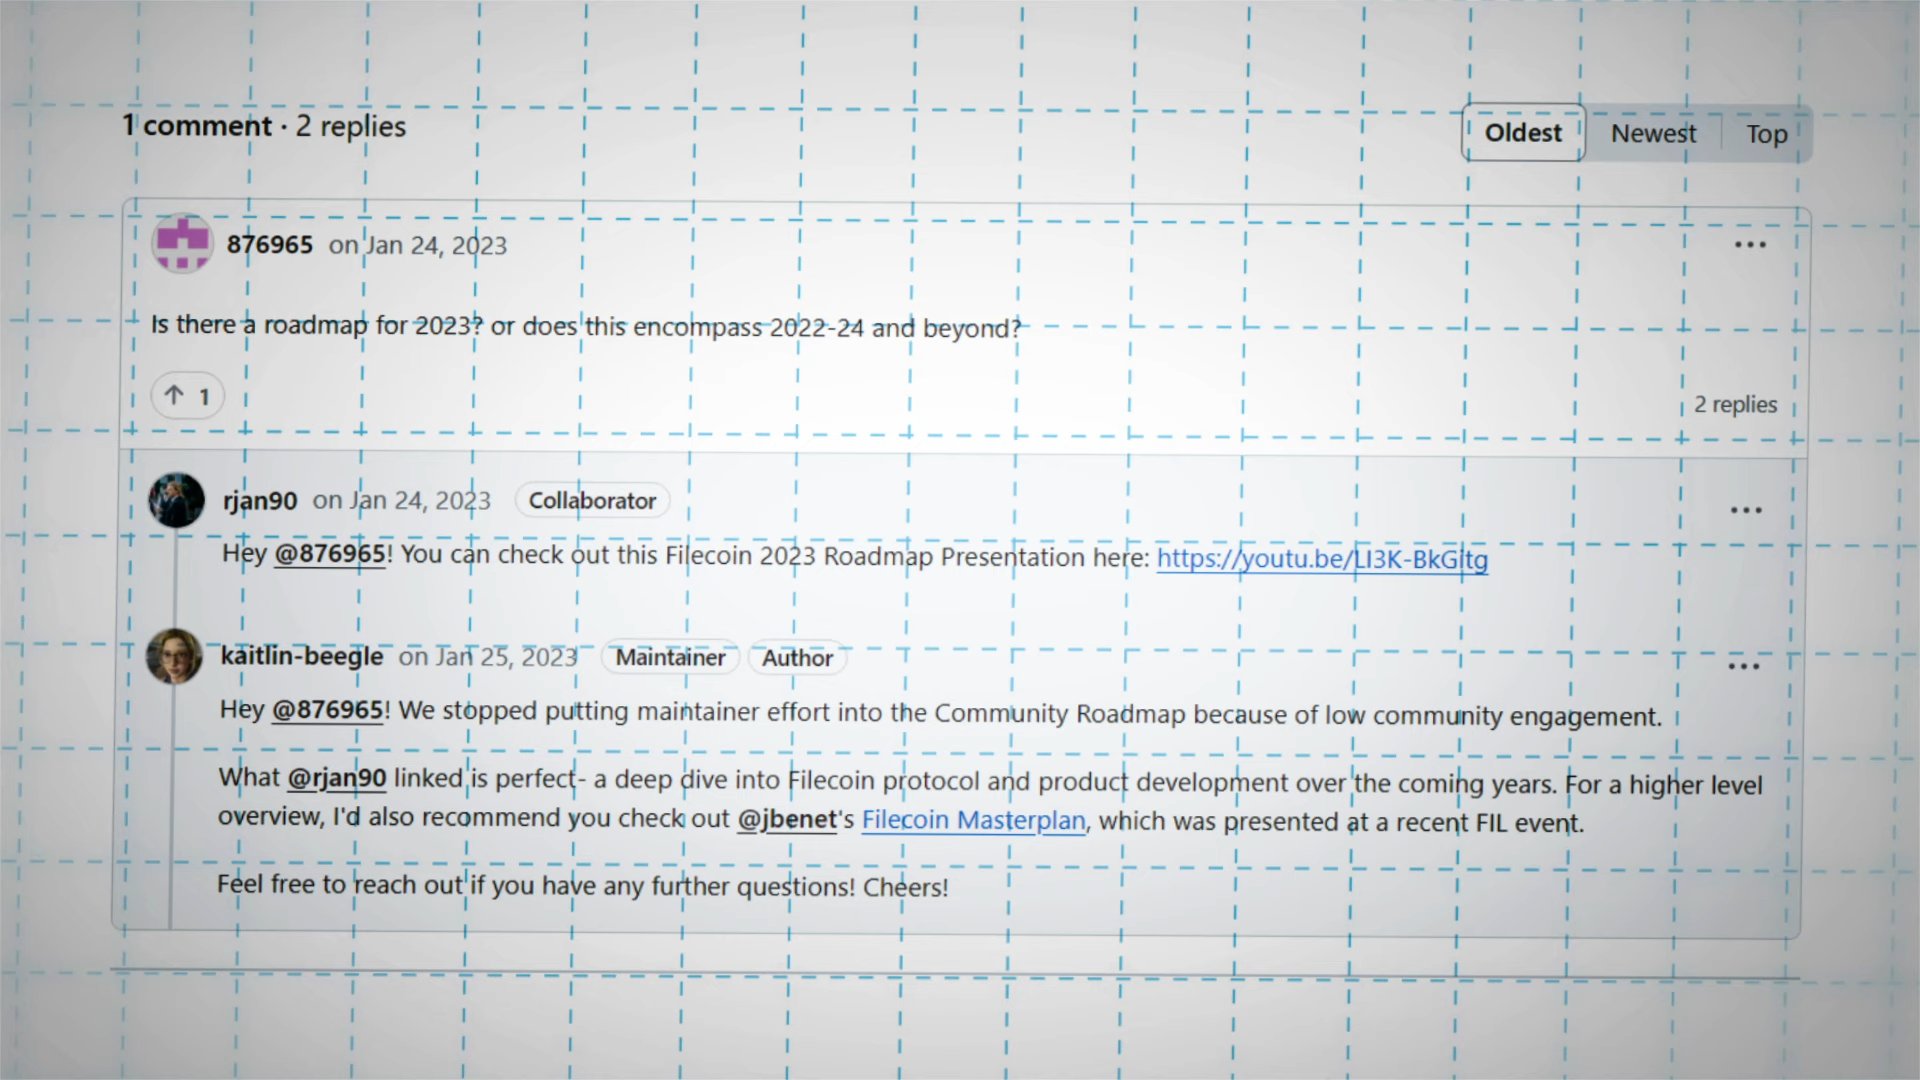 1 comment · 2 replies
Oldest
Newest
Top
876965 on Jan 24, 2023
Is there a roadmap for 2023? or does this encompass 2022-24 and beyond?
↑ 1
2 replies
rjan90 on Jan 24, 2023 Collaborator
Hey @876965! You can check out this Filecoin 2023 Roadmap Presentation here: https://youtu.be/LI3K-BkGitg
kaitlin-beegle on Jan 25, 2023 Maintainer Author
Hey @876965! We stopped putting maintainer effort into the Community Roadmap because of low community engagement.
What @rjan90 linked is perfect- a deep dive into Filecoin protocol and product development over the coming years. For a higher level
overview, I'd also recommend you check out @jbenet's Filecoin Masterplan, which was presented at a recent FIL event.
Feel free to reach out if you have any further questions! Cheers!